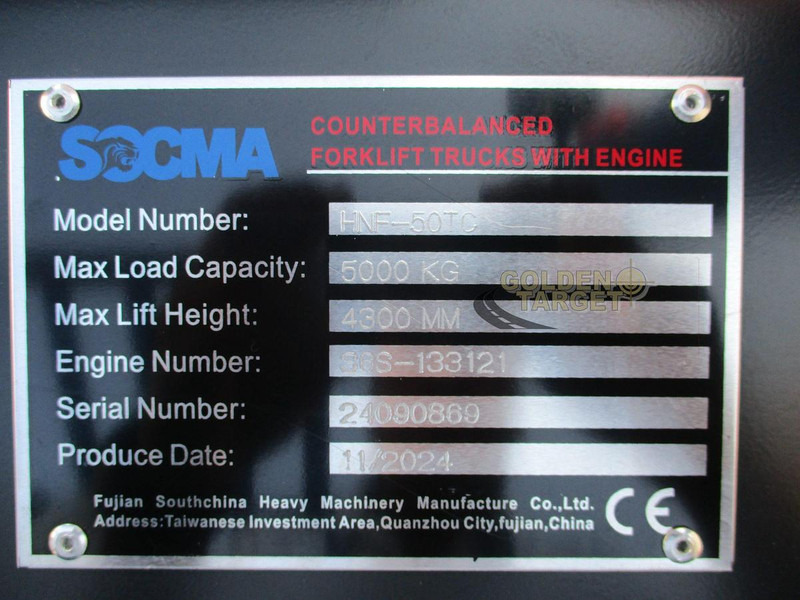 SOCMA
COUNTERBALANCED
FORKLIFT TRUCKS WITH ENGINE
Model Number:
Max Load Capacity: 5000 KG
Max Lift Height: 4300 MM
Engine Number:
Serial Number: 24090869
Produce Date: 11/2024
GOLDEN
TARGET
Fujian Southchina Heavy Machinery Manufacture Co.,Ltd.
Address:Taiwanese Investment Area,Quanzhou City,fujian,China
CE